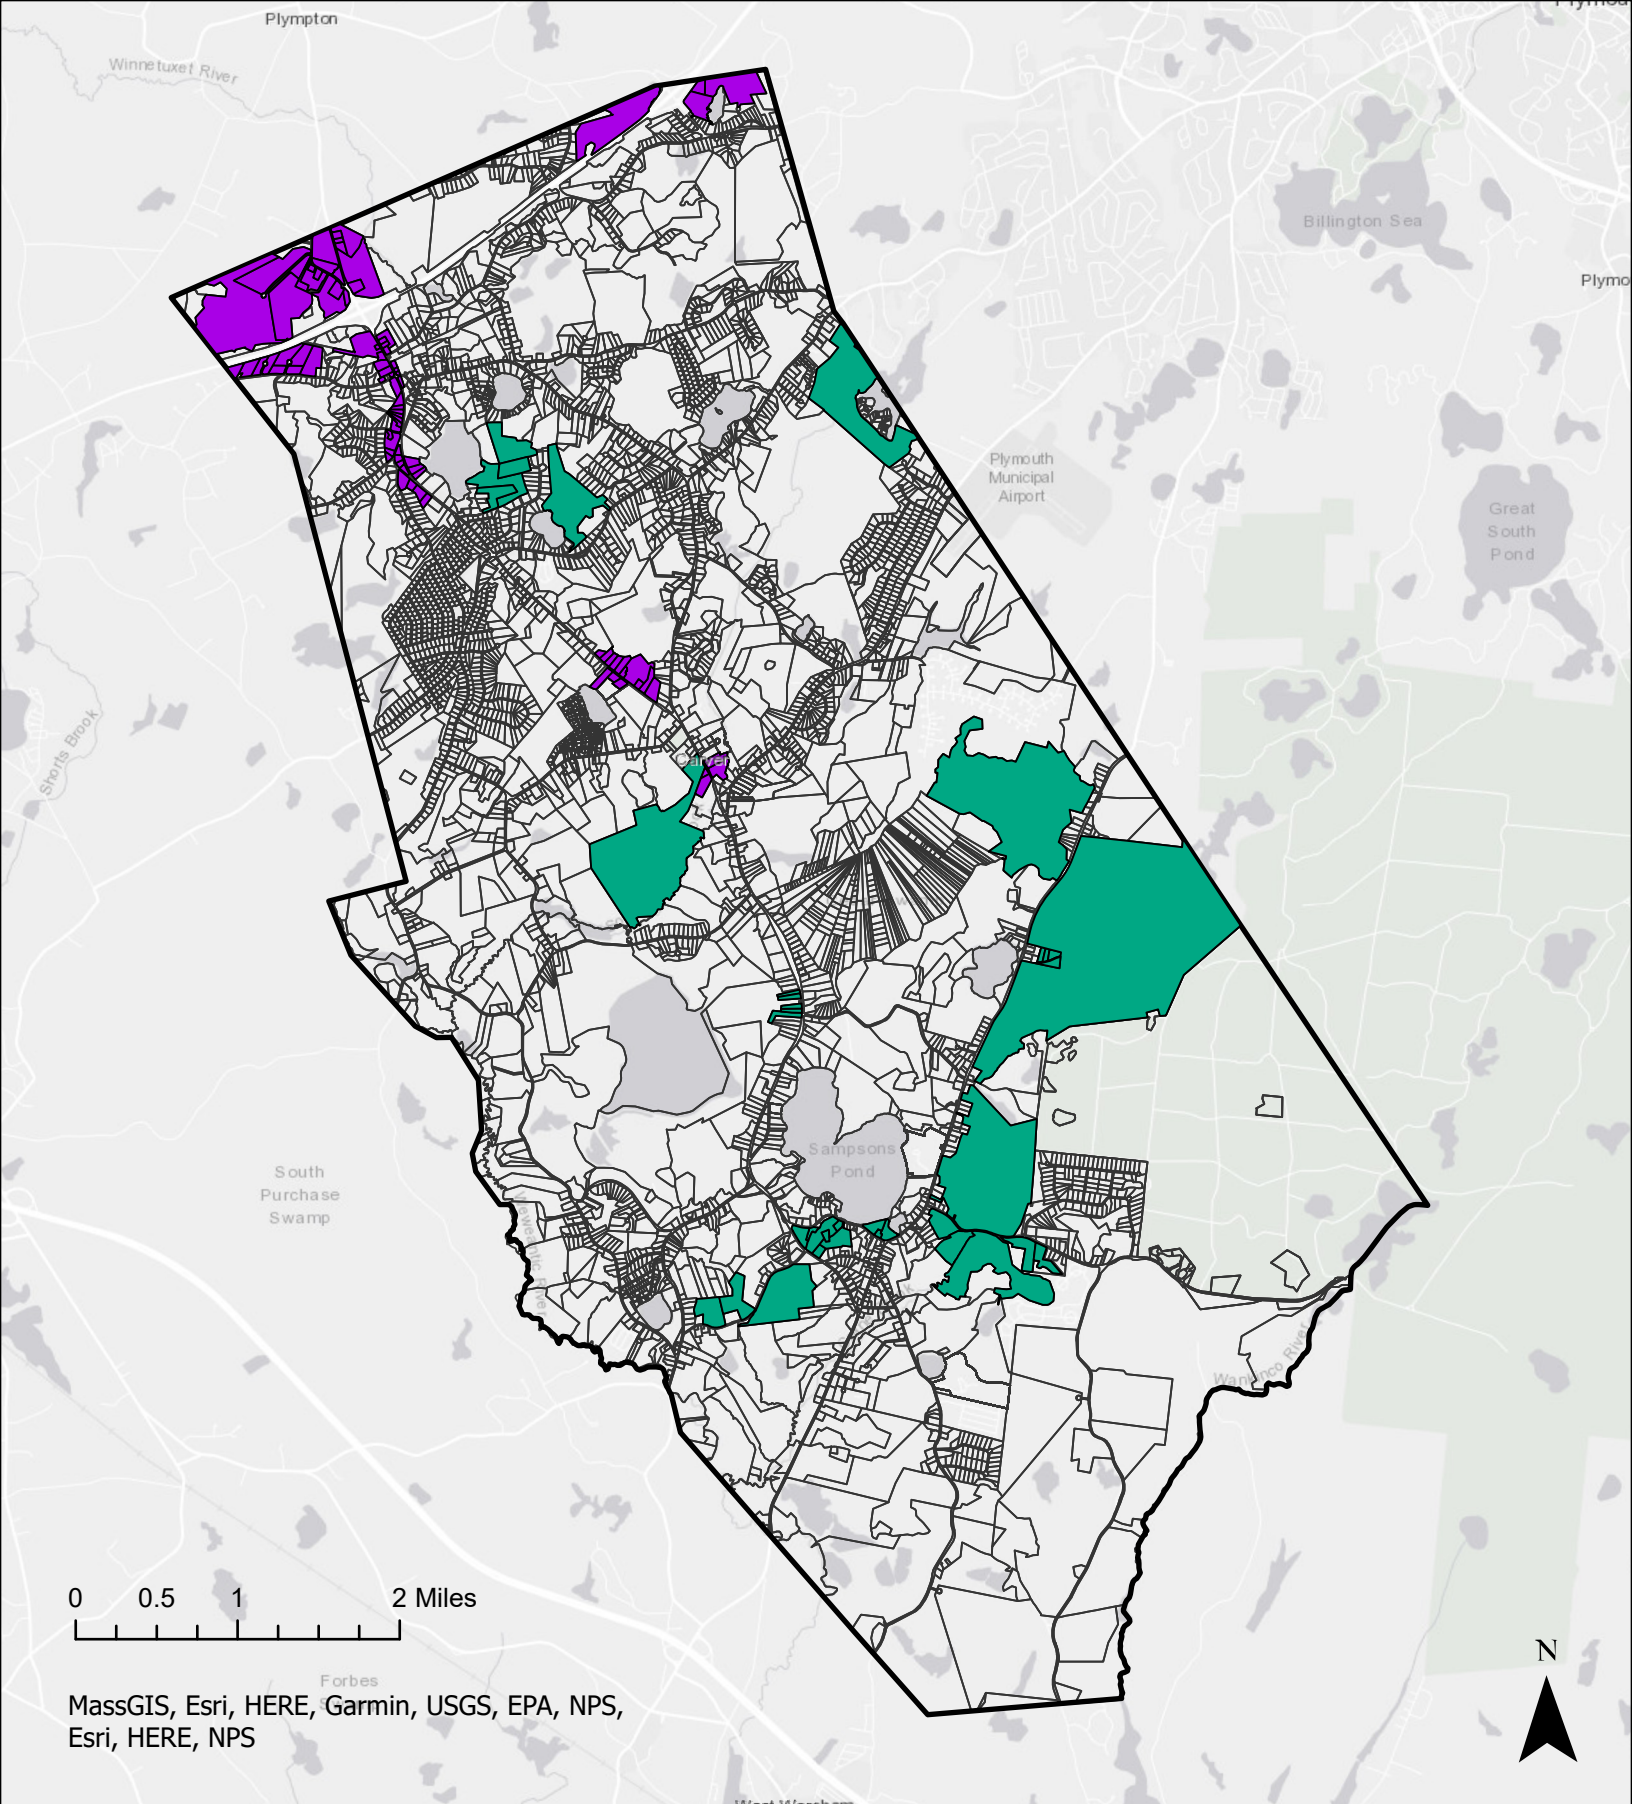 Plympton
Winnetuxet River
Billington Sea
Plymo
Plymouth
Municipal
Airport
Great
South
Pond
Shorts Brook
Carver
Sampsons
Pond
South
Purchase
Swamp
Weweantic River
Wankinco River
0 0.5 1 2 Miles
Forbes
MassGIS, Esri, HERE, Garmin, USGS, EPA, NPS,
Esri, HERE, NPS
N